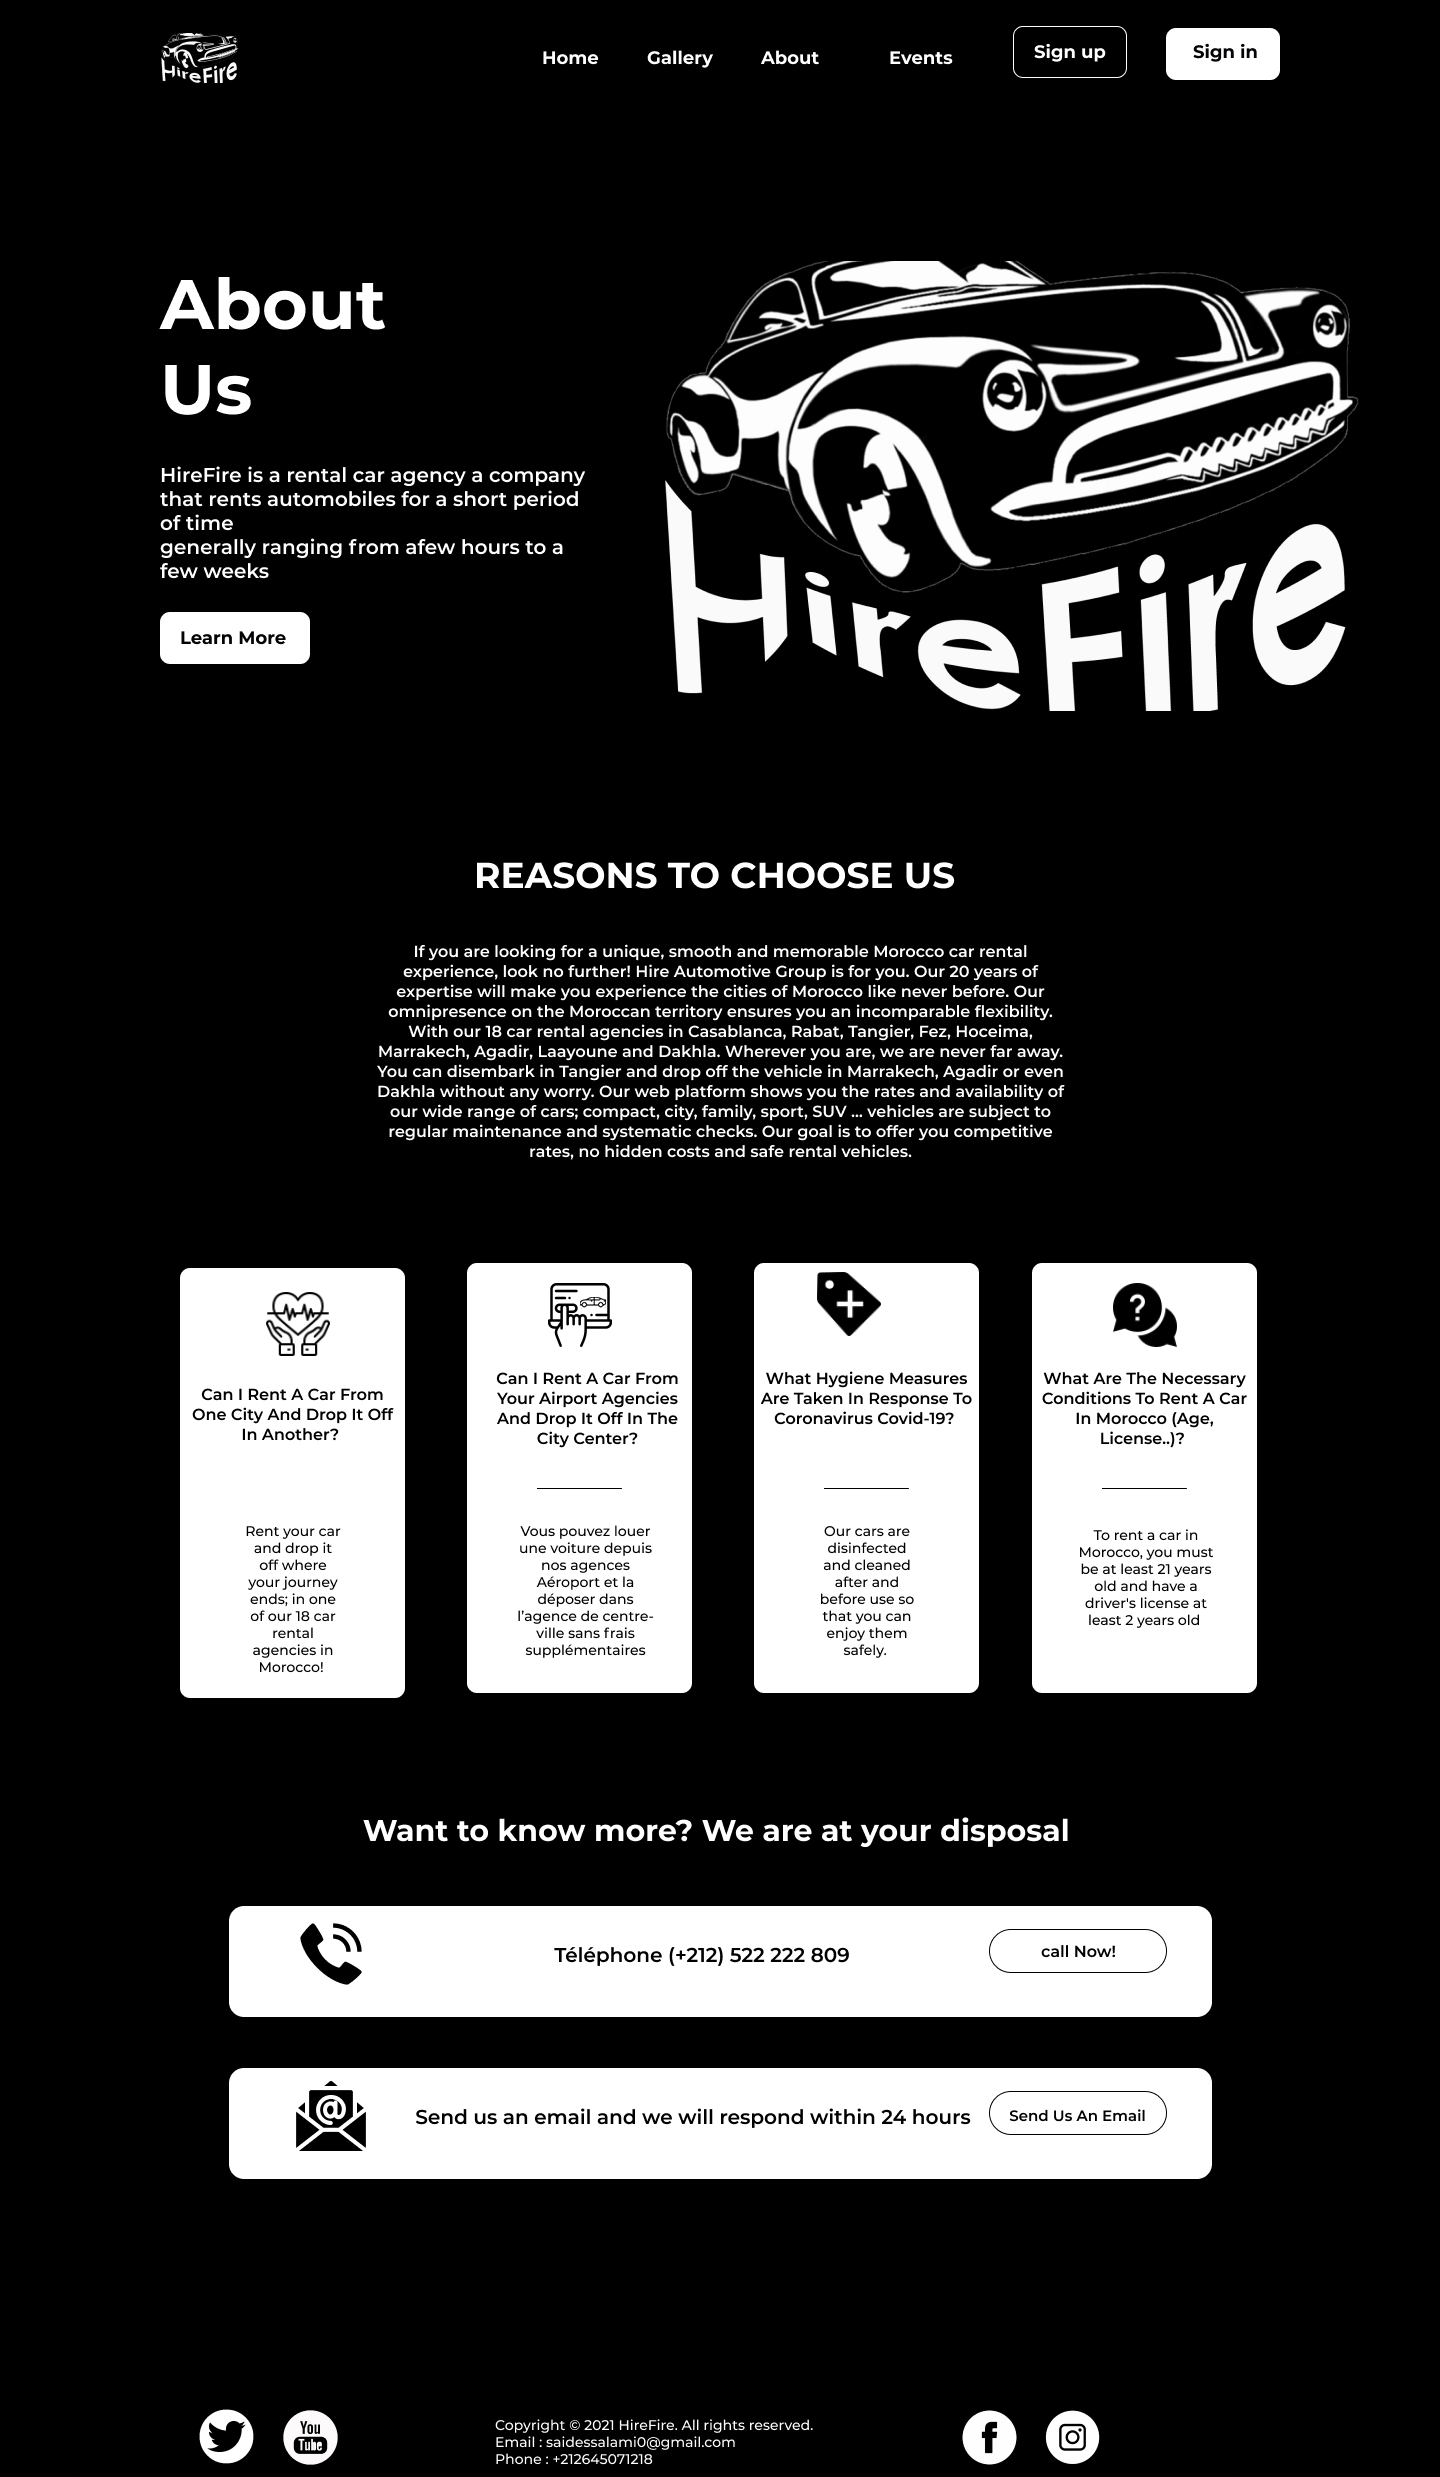 HireFire
Home
Gallery
About
Events
Sign up
Sign in
About
Us
HireFire is a rental car agency a company
that rents automobiles for a short period
of time
generally ranging from afew hours to a
few weeks
Learn More
HireFire
REASONS TO CHOOSE US
If you are looking for a unique, smooth and memorable Morocco car rental
experience, look no further! Hire Automotive Group is for you. Our 20 years of
expertise will make you experience the cities of Morocco like never before. Our
omnipresence on the Moroccan territory ensures you an incomparable flexibility.
With our 18 car rental agencies in Casablanca, Rabat, Tangier, Fez, Hoceima,
Marrakech, Agadir, Laayoune and Dakhla. Wherever you are, we are never far away.
You can disembark in Tangier and drop off the vehicle in Marrakech, Agadir or even
Dakhla without any worry. Our web platform shows you the rates and availability of
our wide range of cars; compact, city, family, sport, SUV ... vehicles are subject to
regular maintenance and systematic checks. Our goal is to offer you competitive
rates, no hidden costs and safe rental vehicles.
Can I Rent A Car From
One City And Drop It Off
In Another?
Rent your car
and drop it
off where
your journey
ends; in one
of our 18 car
rental
agencies in
Morocco!
Can I Rent A Car From
Your Airport Agencies
And Drop It Off In The
City Center?
Vous pouvez louer
une voiture depuis
nos agences
Aéroport et la
déposer dans
l'agence de centre-
ville sans frais
supplémentaires
What Hygiene Measures
Are Taken In Response To
Coronavirus Covid-19?
Our cars are
disinfected
and cleaned
after and
before use so
that you can
enjoy them
safely.
What Are The Necessary
Conditions To Rent A Car
In Morocco (Age,
License..)?
To rent a car in
Morocco, you must
be at least 21 years
old and have a
driver's license at
least 2 years old
Want to know more? We are at your disposal
Téléphone (+212) 522 222 809
call Now!
Send us an email and we will respond within 24 hours
Send Us An Email
You
Tube
Copyright © 2021 HireFire. All rights reserved.
Email : saidessalami0@gmail.com
Phone : +212645071218